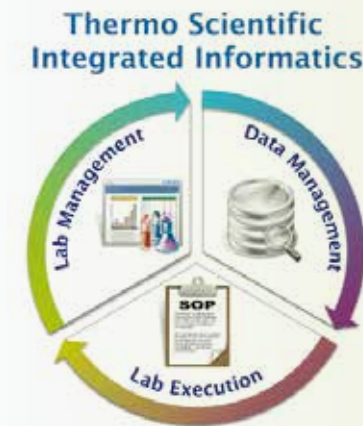 Thermo Scientific
Integrated Informatics
Lab Management
Data Management
SOP
Lab Execution